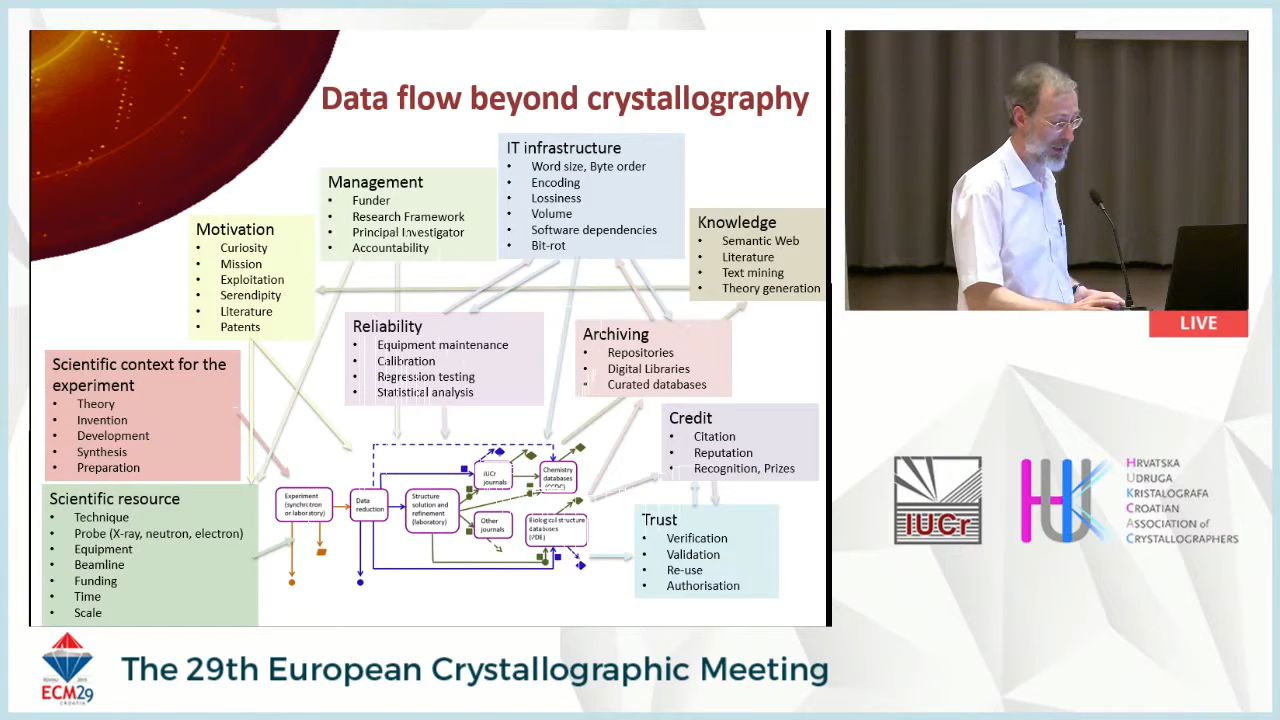 Data flow beyond crystallography
IT infrastructure
• Word size, Byte order
• Encoding
• Lossiness
• Volume
• Software dependencies
• Bit-rot
Management
• Funder
• Research Framework
• Principal Investigator
• Accountability
Knowledge
• Semantic Web
• Literature
• Text mining
• Theory generation
Motivation
• Curiosity
• Mission
• Exploitation
• Serendipity
• Literature
• Patents
Reliability
• Equipment maintenance
• Calibration
• Regression testing
• Statistical analysis
Archiving
• Repositories
• Digital Libraries
• Curated databases
Scientific context for the
experiment
• Theory
• Invention
• Development
• Synthesis
• Preparation
Credit
• Citation
• Reputation
• Recognition, Prizes
Scientific resource
• Technique
• Probe (X-ray, neutron, electron)
• Equipment
• Beamline
• Funding
• Time
• Scale
Experiment
(synchrotron
or laboratory)
Data
reduction
Structure
solution and
refinement
(laboratory)
IUCr
journals
Other
journals
Chemistry
databases
Biological structure
databases
Trust
• Verification
• Validation
• Re-use
• Authorisation
LIVE
IUCr
HUK
HRVATSKA
UDRUGA
KRISTALOGRAFA
CROATIAN
ASSOCIATION of
CRYSTALLOGRAPHERS
ECM29
CROATIA
The 29th European Crystallographic Meeting